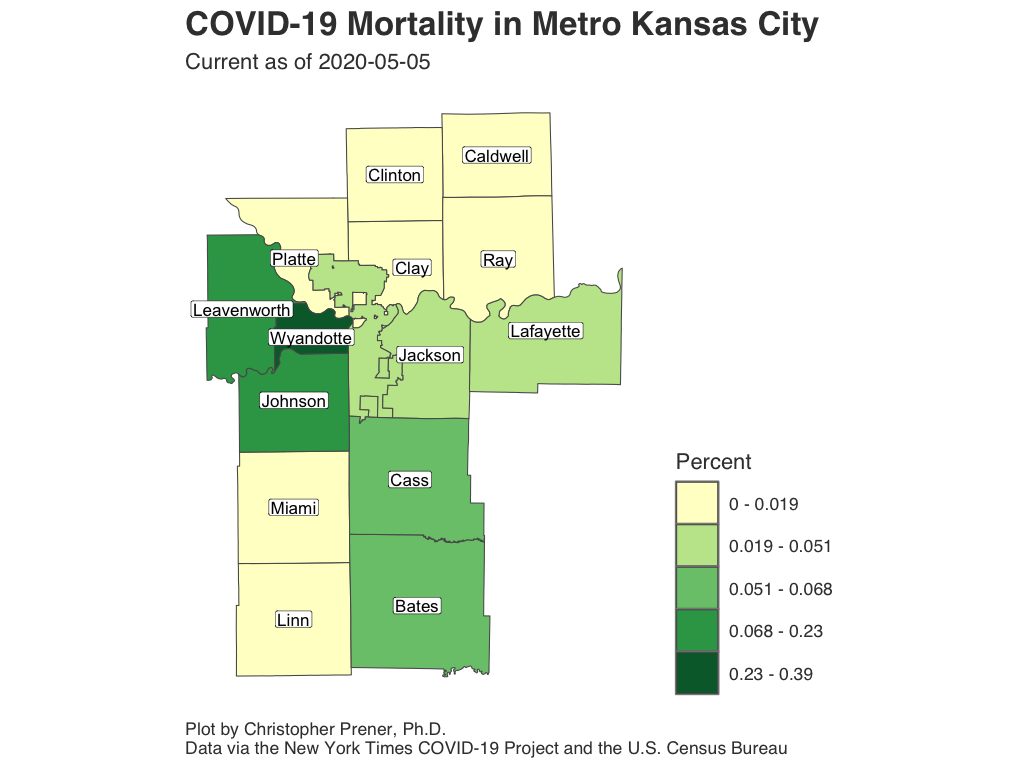 COVID-19 Mortality in Metro Kansas City
Current as of 2020-05-05
Caldwell
Clinton
Platte
Clay
Ray
Leavenworth
Wyandotte
Lafayette
Jackson
Johnson
Cass
Miami
Bates
Linn
Percent
0 - 0.019
0.019 - 0.051
0.051 - 0.068
0.068 - 0.23
0.23 - 0.39
Plot by Christopher Prener, Ph.D.
Data via the New York Times COVID-19 Project and the U.S. Census Bureau